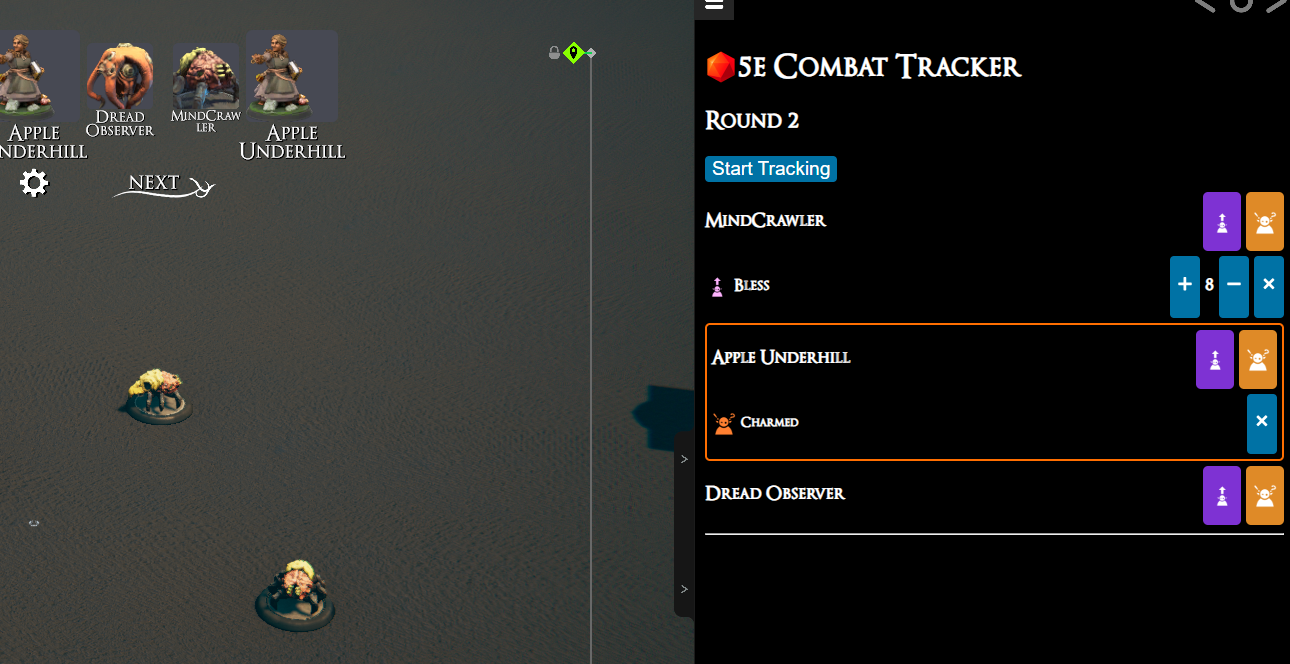 Apple
Underhill
Dread
Observer
MindCraw
ler
Apple
Underhill
Next
5e Combat Tracker
Round 2
Start Tracking
MindCrawler
Bless
+ 8 − ×
Apple Underhill
Charmed
×
Dread Observer